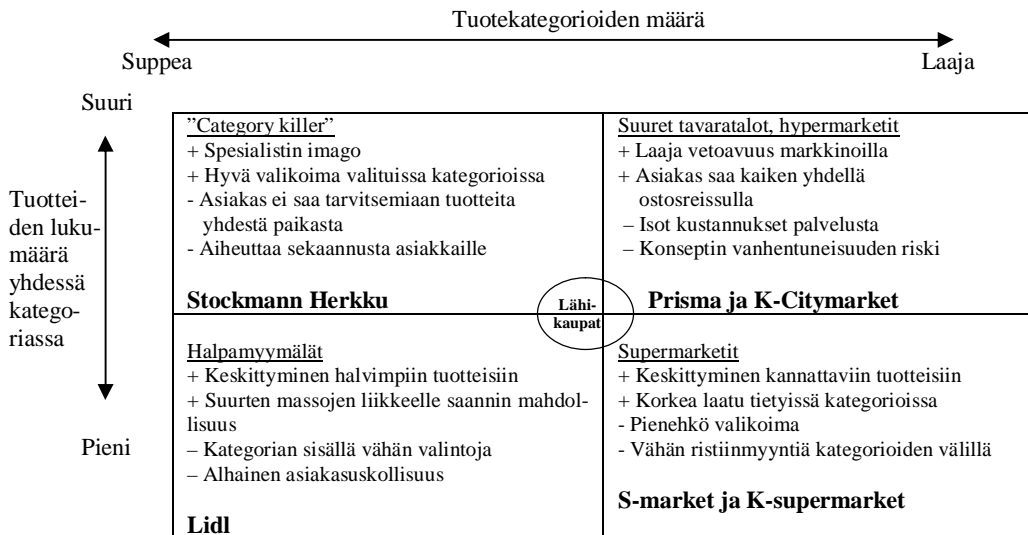 Tuotekategorioiden määrä
Suppea
Laaja
Suuri
Tuottei-
den luku-
määrä
yhdessä
katego-
riassa
Pieni
”Category killer”
+ Spesialistin imago
+ Hyvä valikoima valituissa kategorioissa
- Asiakas ei saa tarvitsemiaan tuotteita
yhdestä paikasta
- Aiheuttaa sekaannusta asiakkaille
Stockmann Herkku
Suuret tavaratalot, hypermarketit
+ Laaja vetoavuus markkinoilla
+ Asiakas saa kaiken yhdellä
ostosreissulla
– Isot kustannukset palvelusta
– Konseptin vanhentuneisuuden riski
Prisma ja K-Citymarket
Lähi-
kaupat
Halpamyymälät
+ Keskittyminen halvimpiin tuotteisiin
+ Suurten massojen liikkeelle saannin mahdol-
lisuus
– Kategorian sisällä vähän valintoja
– Alhainen asiakasuskollisuus
Lidl
Supermarketit
+ Keskittyminen kannattaviin tuotteisiin
+ Korkea laatu tietyissä kategorioissa
- Pienehkö valikoima
- Vähän ristiinmyyntiä kategorioiden välillä
S-market ja K-supermarket